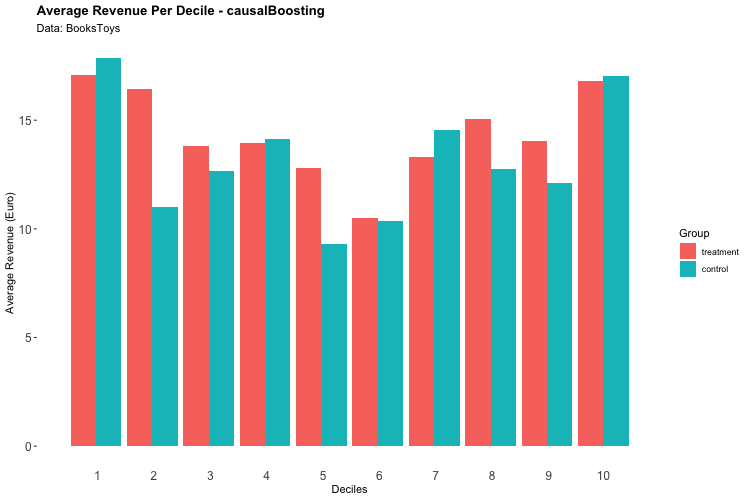 Average Revenue Per Decile - causalBoosting
Data: BooksToys
Average Revenue (Euro)
15
10
5
0
1 2 3 4 5 6 7 8 9 10
Deciles
Group
treatment
control